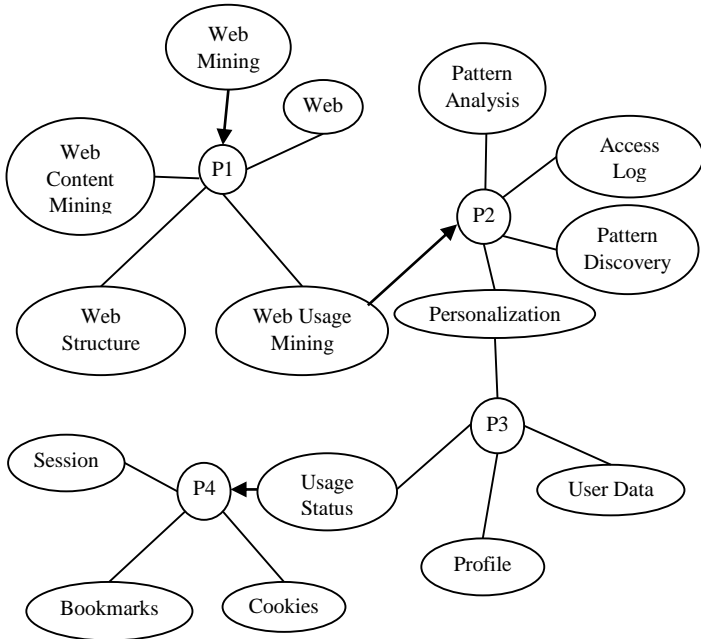 Web
Mining
Web
Web
Content
Mining
P1
Web
Structure
Web Usage
Mining
Pattern
Analysis
Access
Log
P2
Pattern
Discovery
Personalization
P3
User Data
Profile
Usage
Status
P4
Session
Bookmarks
Cookies